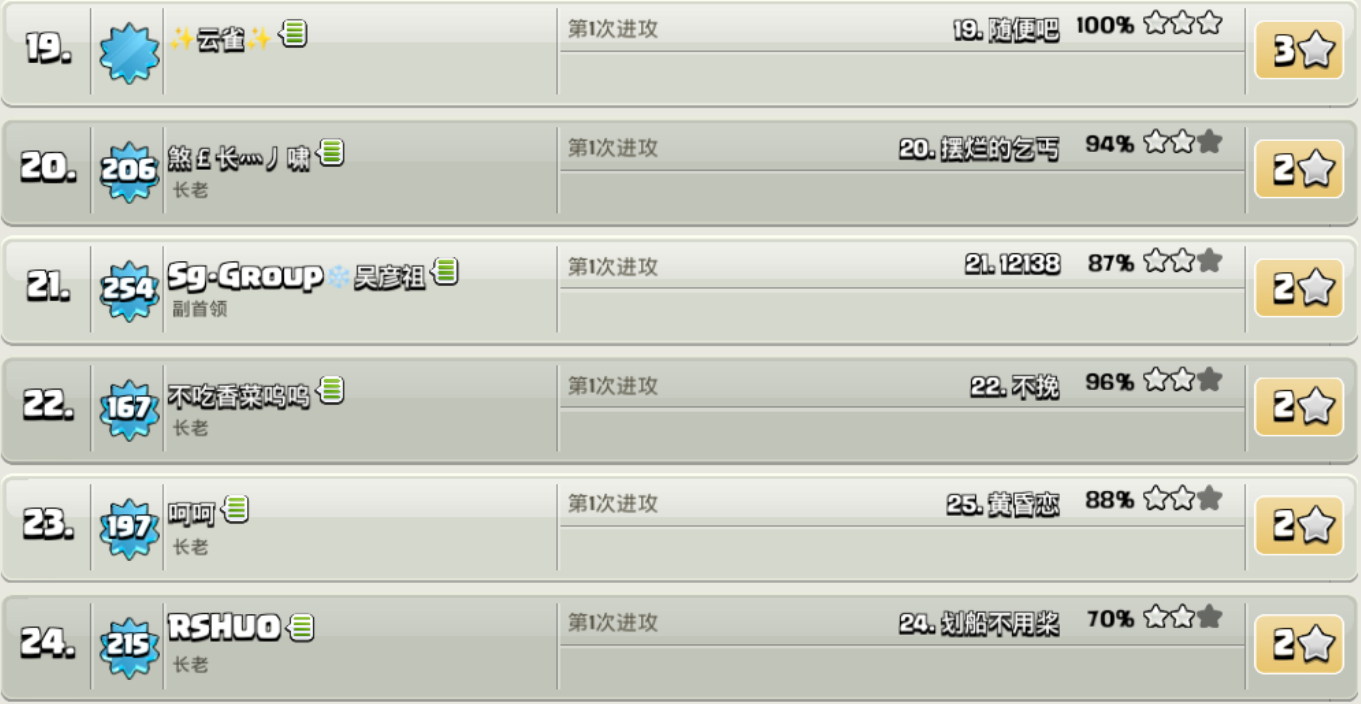 19. ✨云雀✨ 第1次进攻 19. 随便吧 100% 3
20. 206 煞£长灬丿啸 第1次进攻 20. 摆烂的乞丐 94% 2
长老
21. 254 Sg·Group❄吴彦祖 第1次进攻 21. 12138 87% 2
副首领
22. 167 不吃香菜呜呜 第1次进攻 22. 不挽 96% 2
长老
23. 197 呵呵 第1次进攻 25. 黄昏恋 88% 2
长老
24. 215 RSHUO 第1次进攻 24. 划船不用桨 70% 2
长老